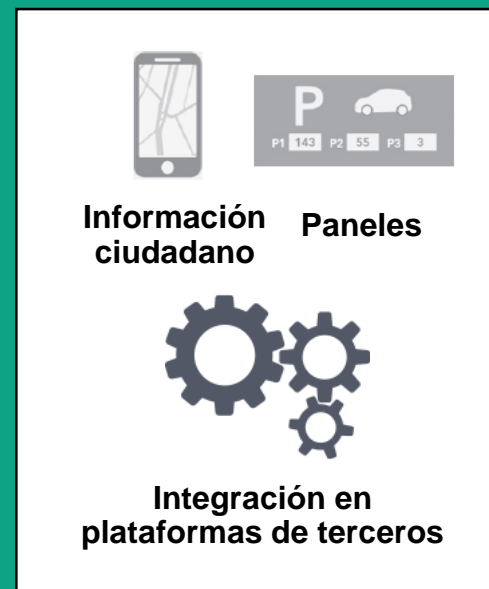 P
P1 143 P2 55 P3 3
Información
ciudadano
Paneles
Integración en
plataformas de terceros